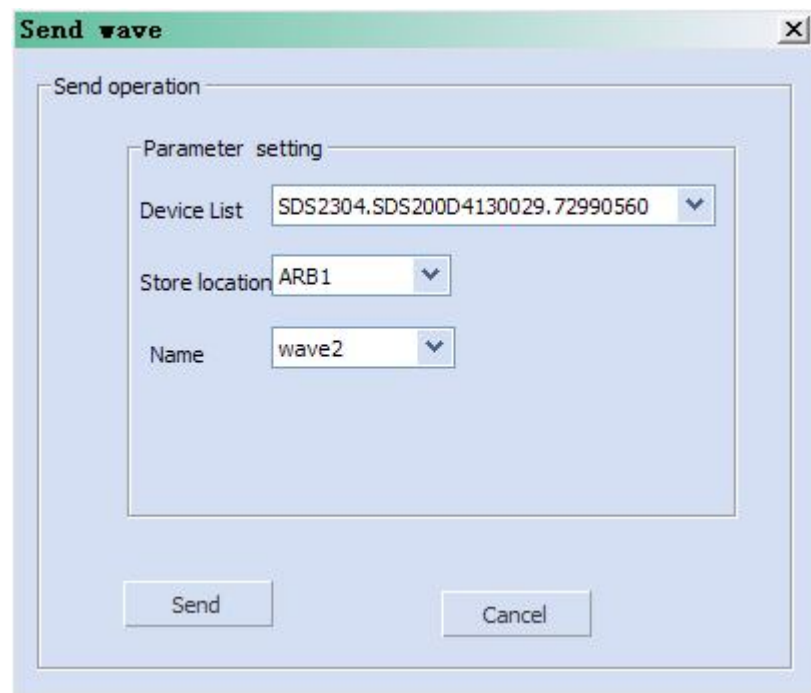 Send wave
Send operation
Parameter setting
Device List SDS2304.SDS200D4130029.72990560
Store location ARB1
Name wave2
Send Cancel